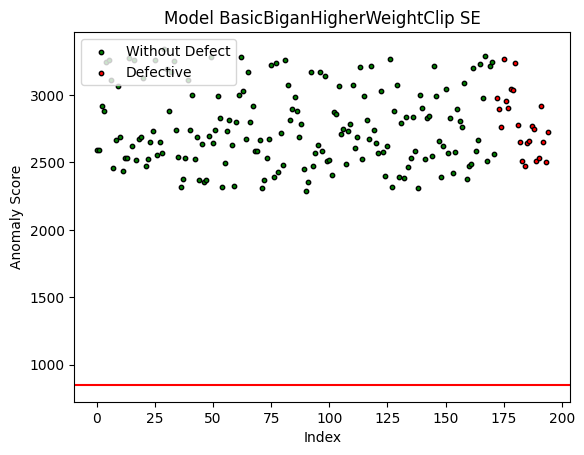 Model BasicBiganHigherWeightClip SE
Without Defect
Defective
Anomaly Score
3000
2500
2000
1500
1000
0 25 50 75 100 125 150 175 200
Index